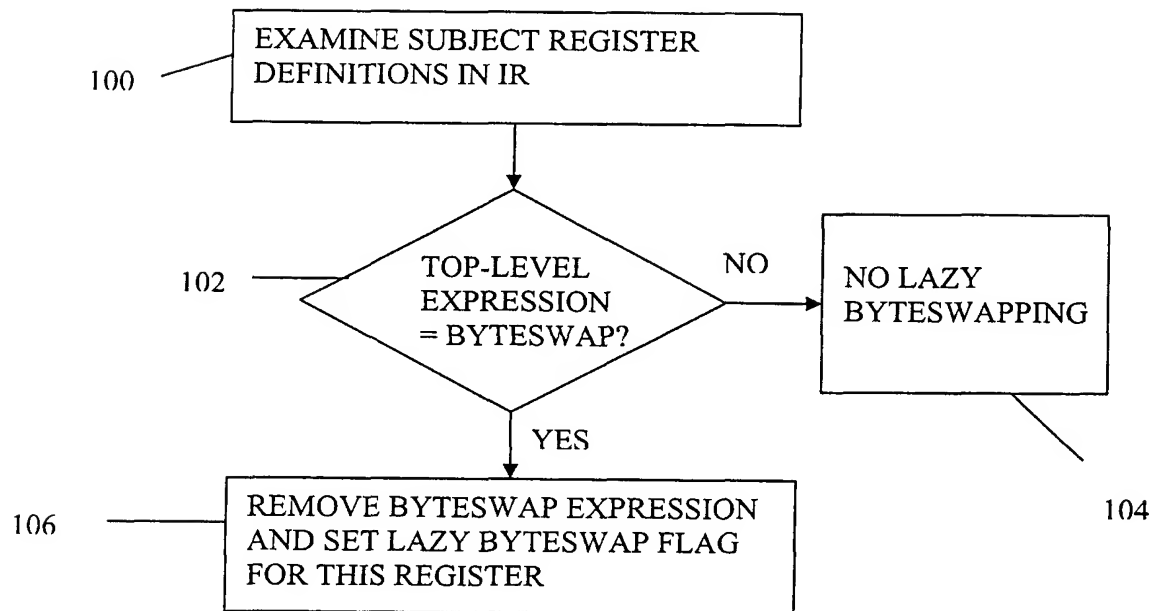 EXAMINE SUBJECT REGISTER
DEFINITIONS IN IR
100
102
TOP-LEVEL
EXPRESSION
= BYTESWAP?
NO
NO LAZY
BYTESWAPPING
YES
104
106
REMOVE BYTESWAP EXPRESSION
AND SET LAZY BYTESWAP FLAG
FOR THIS REGISTER